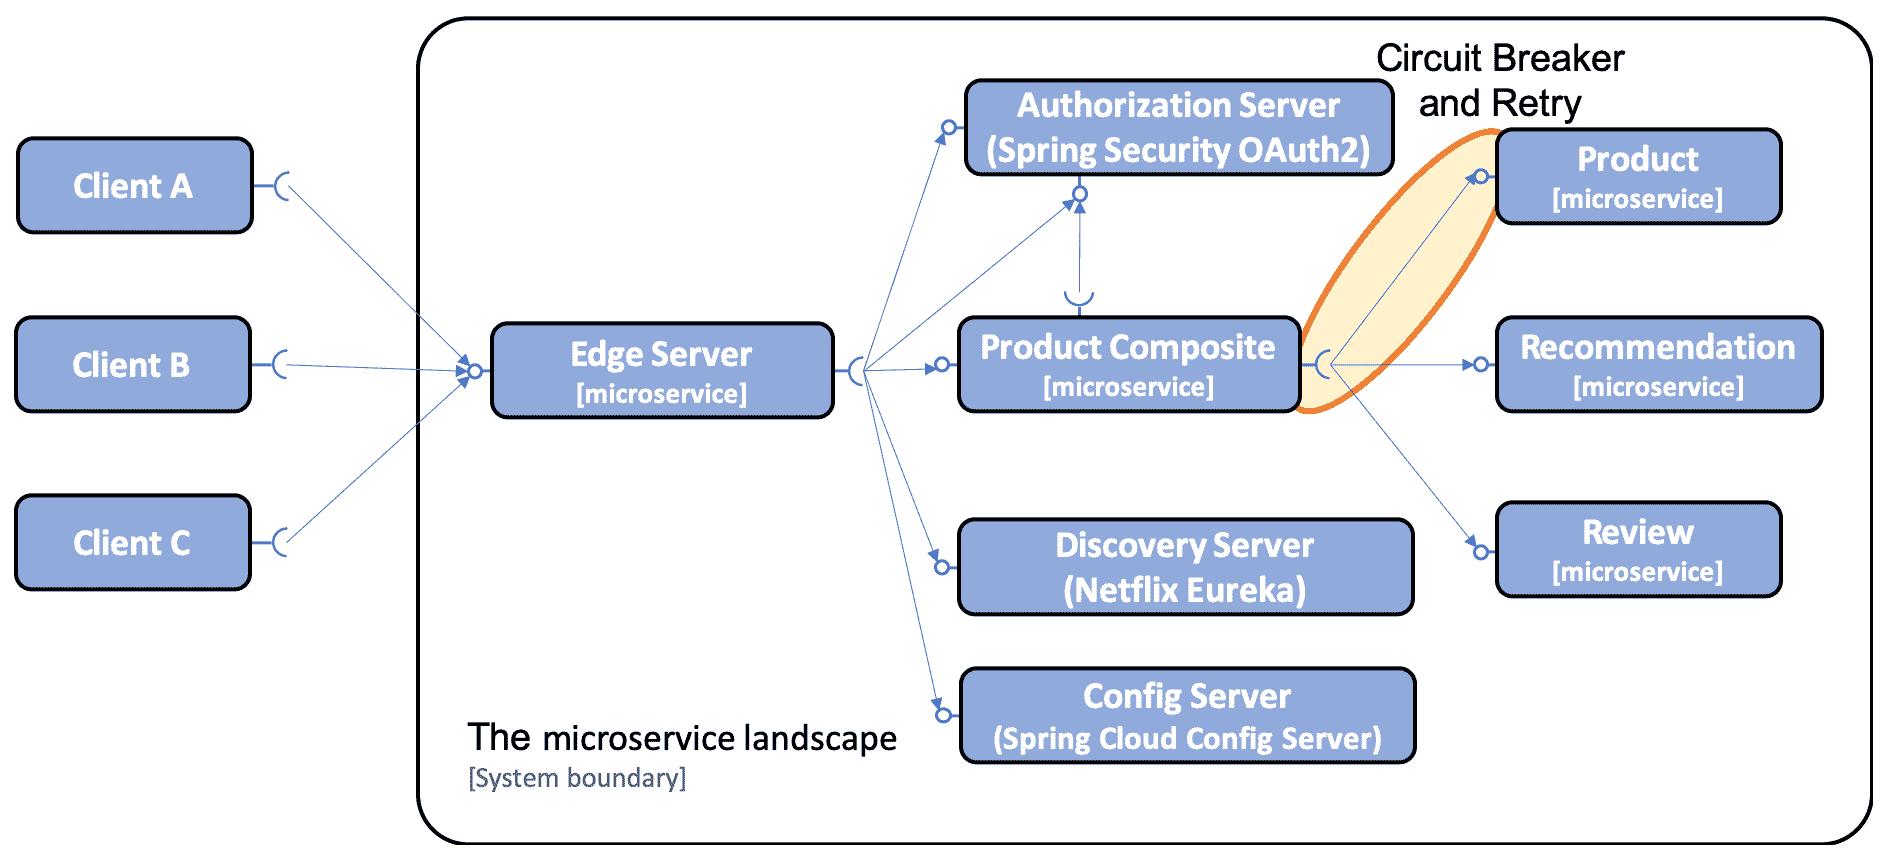 Circuit Breaker
and Retry
Authorization Server
(Spring Security OAuth2)
Product
[microservice]
Client A
Client B
Client C
Edge Server
[microservice]
Product Composite
[microservice]
Recommendation
[microservice]
Discovery Server
(Netflix Eureka)
Review
[microservice]
Config Server
(Spring Cloud Config Server)
The microservice landscape
[System boundary]